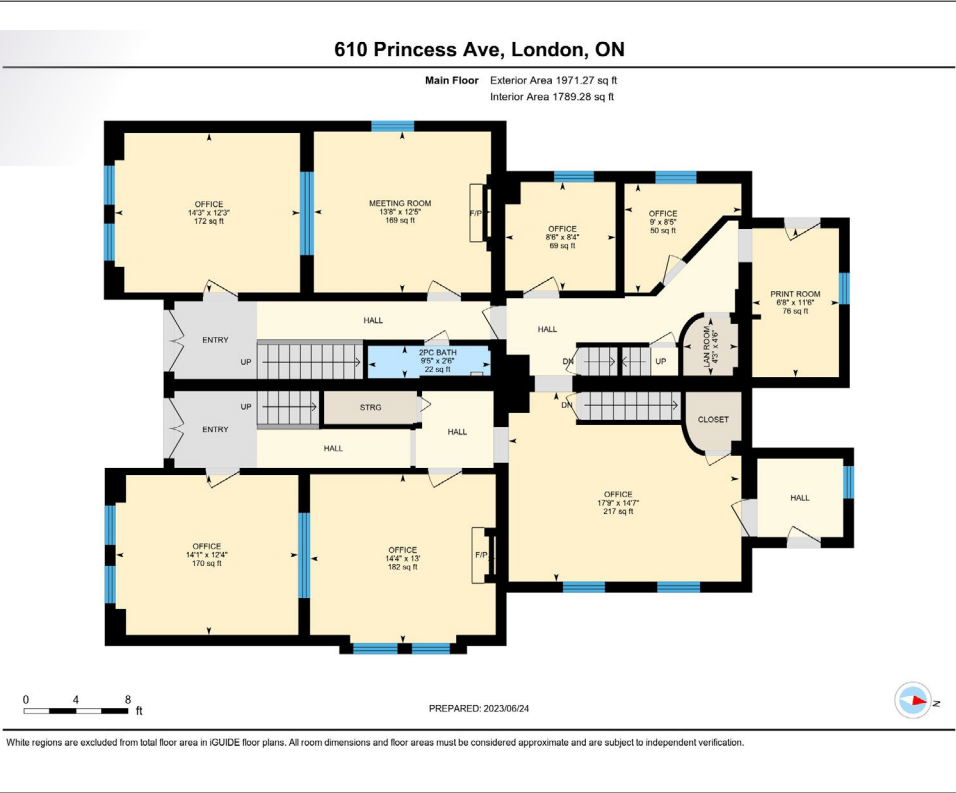 610 Princess Ave, London, ON
Main Floor Exterior Area 1971.27 sq ft
Interior Area 1789.28 sq ft
OFFICE
14'3" x 12'3"
172 sq ft
MEETING ROOM
13'8" x 12'5"
169 sq ft
F/P
OFFICE
8'6" x 8'4"
69 sq ft
OFFICE
9' x 8'5"
50 sq ft
PRINT ROOM
6'8" x 11'6"
76 sq ft
ENTRY
HALL
UP
2PC BATH
9'5" x 2'6"
22 sq ft
HALL
DN
UP
LAN ROOM
4'3" x 4'6"
UP
ENTRY
STRG
HALL
HALL
DN
CLOSET
OFFICE
17'9" x 14'7"
217 sq ft
HALL
OFFICE
14'1" x 12'4"
170 sq ft
OFFICE
14'4" x 13'
182 sq ft
F/P
0 4 8
ft
PREPARED: 2023/06/24
N
White regions are excluded from total floor area in iGUIDE floor plans. All room dimensions and floor areas must be considered approximate and are subject to independent verification.